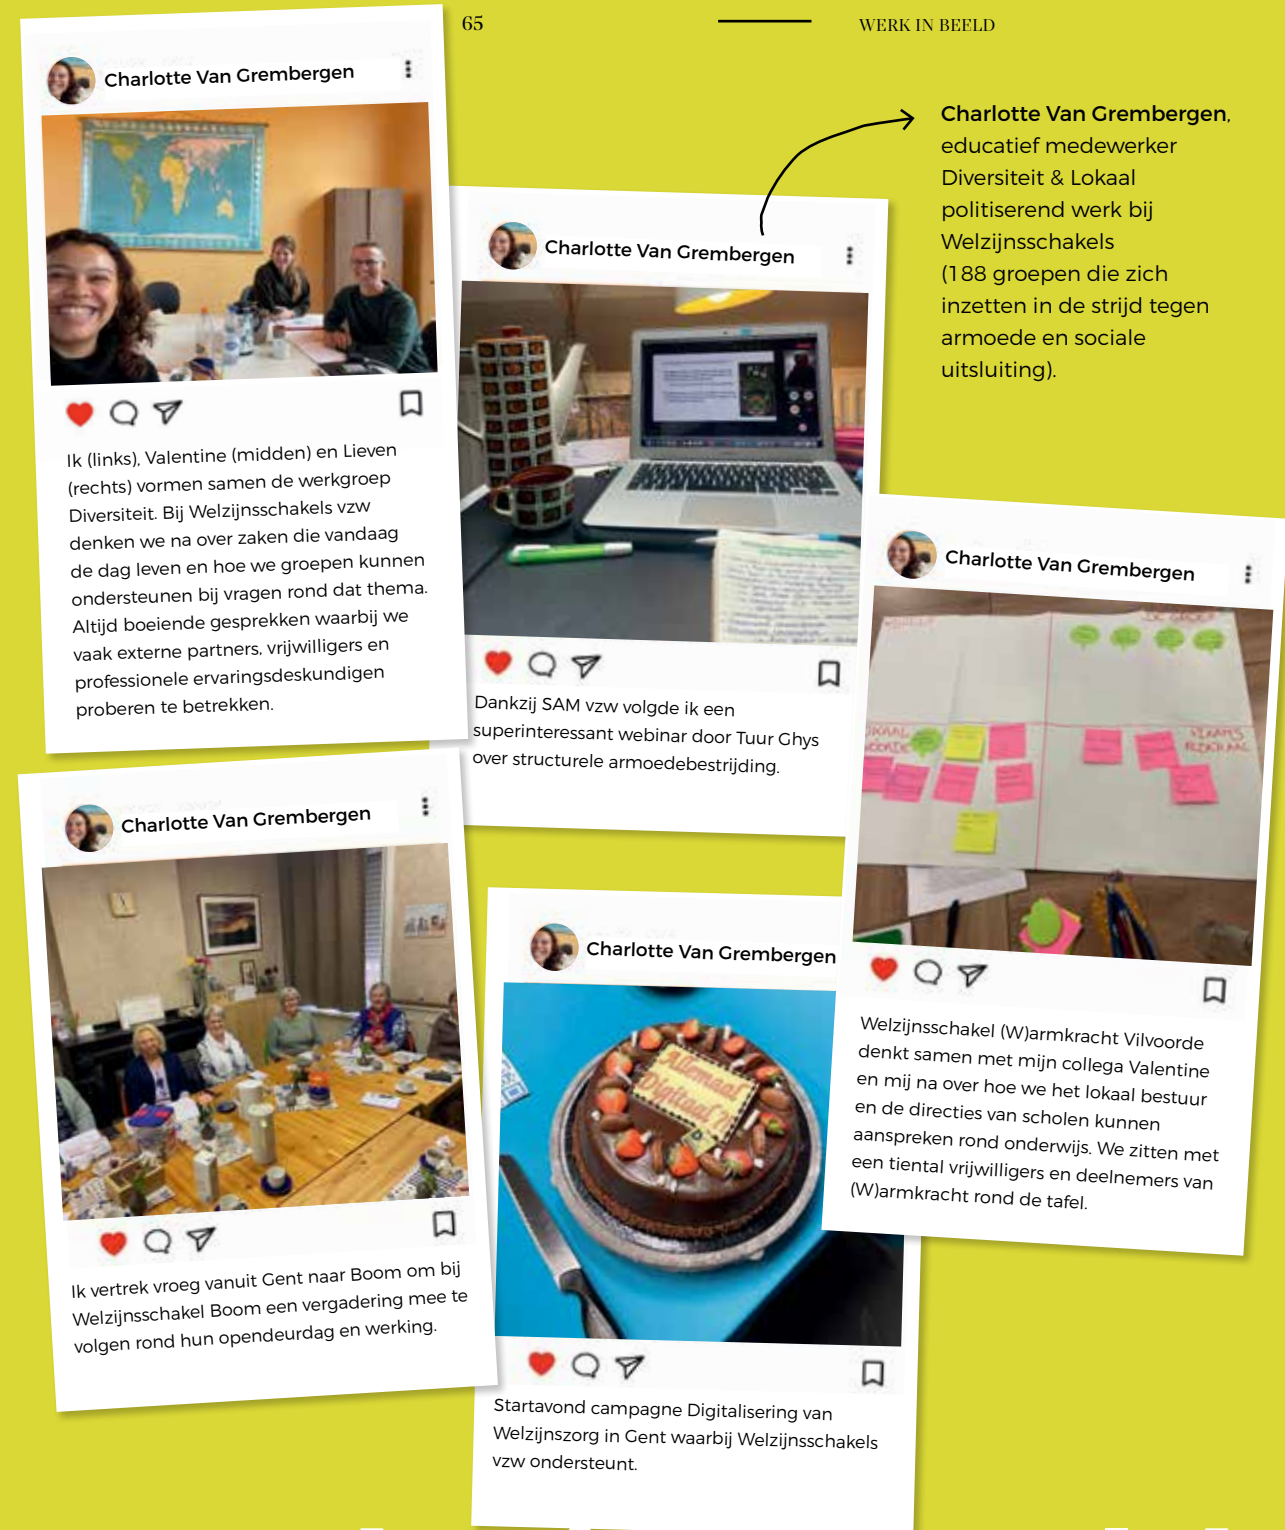 65
WERK IN BEELD
Charlotte Van Grembergen
Ik (links), Valentine (midden) en Lieven
(rechts) vormen samen de werkgroep
Diversiteit. Bij Welzijnsschakels vzw
denken we na over zaken die vandaag
de dag leven en hoe we groepen kunnen
ondersteunen bij vragen rond dat thema.
Altijd boeiende gesprekken waarbij we
vaak externe partners, vrijwilligers en
professionele ervaringsdeskundigen
proberen te betrekken.
Charlotte Van Grembergen
Dankzij SAM vzw volgde ik een
superinteressant webinar door Tuur Ghys
over structurele armoedebestrijding.
Charlotte Van Grembergen,
educatief medewerker
Diversiteit & Lokaal
politiserend werk bij
Welzijnsschakels
(188 groepen die zich
inzetten in de strijd tegen
armoede en sociale
uitsluiting).
Charlotte Van Grembergen
LOKAAL
VLAAMS
Welzijnsschakel (W)armkracht Vilvoorde
denkt samen met mijn collega Valentine
en mij na over hoe we het lokaal bestuur
en de directies van scholen kunnen
aanspreken rond onderwijs. We zitten met
een tiental vrijwilligers en deelnemers van
(W)armkracht rond de tafel.
Charlotte Van Grembergen
Ik vertrek vroeg vanuit Gent naar Boom om bij
Welzijnsschakel Boom een vergadering mee te
volgen rond hun opendeurdag en werking.
Charlotte Van Grembergen
Allemaal
Digitaal?!
Startavond campagne Digitalisering van
Welzijnszorg in Gent waarbij Welzijnsschakels
vzw ondersteunt.